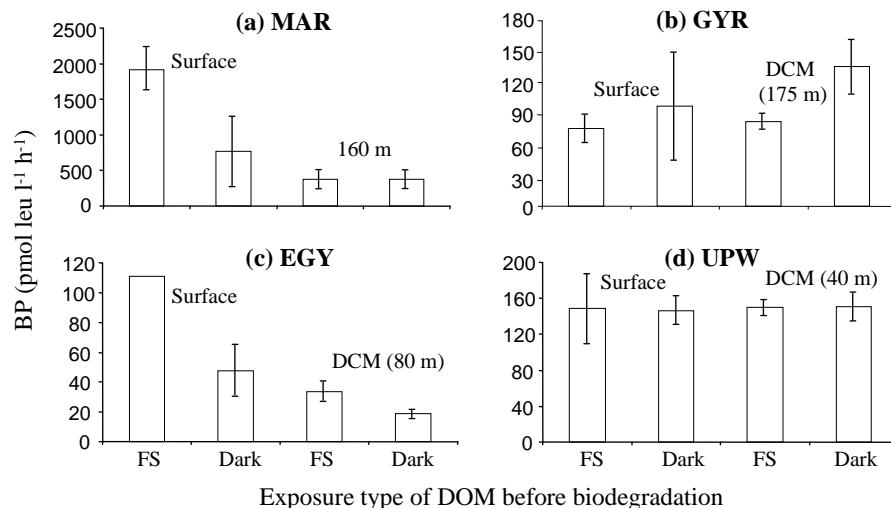 (a) MAR
2500
2000
1500
1000
500
0
Surface
160 m
(b) GYR
180
150
120
90
60
30
0
Surface
DCM
(175 m)
BP (pmol leu l⁻¹ h⁻¹)
(c) EGY
120
100
80
60
40
20
0
Surface
DCM (80 m)
FS Dark FS Dark
(d) UPW
200
160
120
80
40
0
Surface
DCM (40 m)
FS Dark FS Dark
Exposure type of DOM before biodegradation